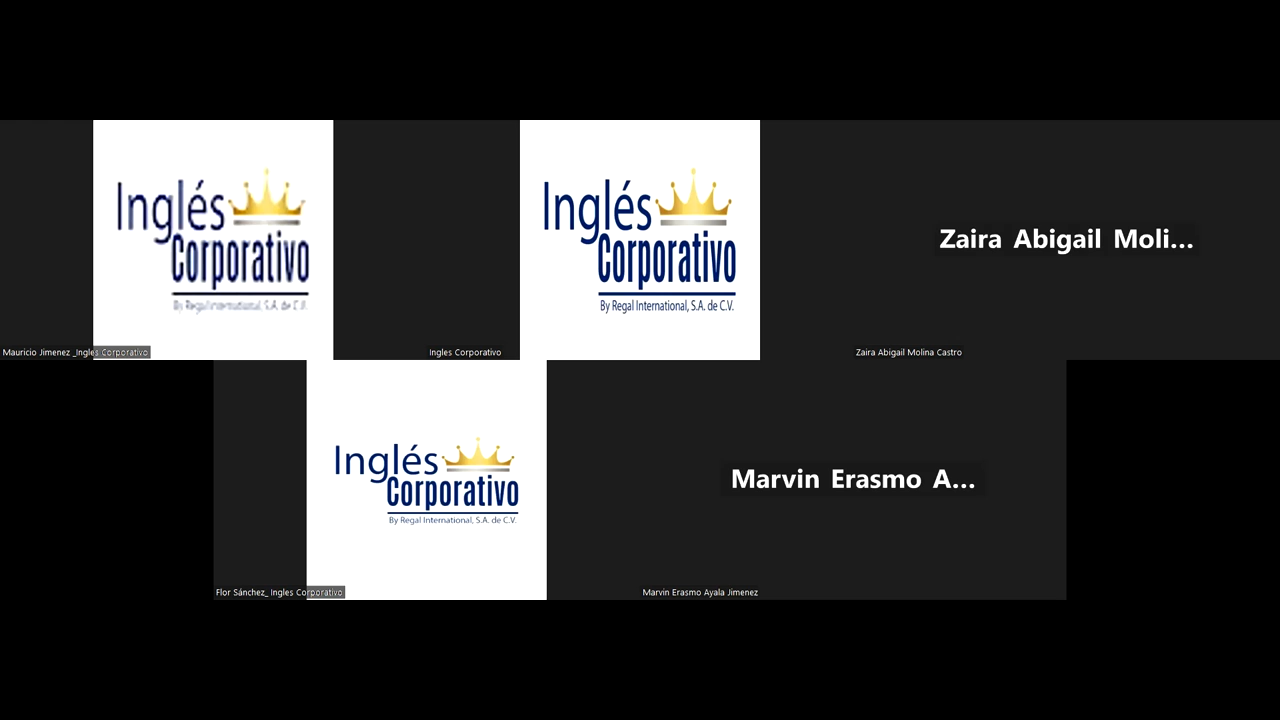 Inglés
Corporativo
By Regal International, S.A. de C.V.
Mauricio Jimenez _Ingles Corporativo
Inglés
Corporativo
By Regal International, S.A. de C.V.
Ingles Corporativo
Zaira Abigail Moli...
Zaira Abigail Molina Castro
Inglés
Corporativo
By Regal International, S.A. de C.V.
Flor Sánchez_ Ingles Corporativo
Marvin Erasmo A...
Marvin Erasmo Ayala Jimenez